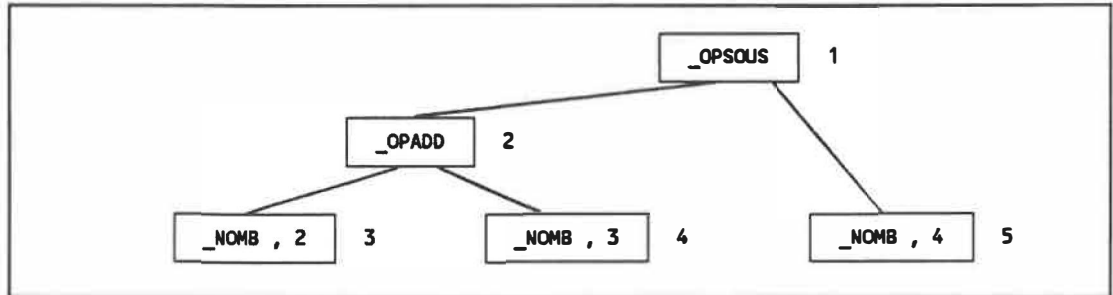 _OPSOUS 1
_OPADD 2
_NOMB , 2 3 _NOMB , 3 4 _NOMB , 4 5